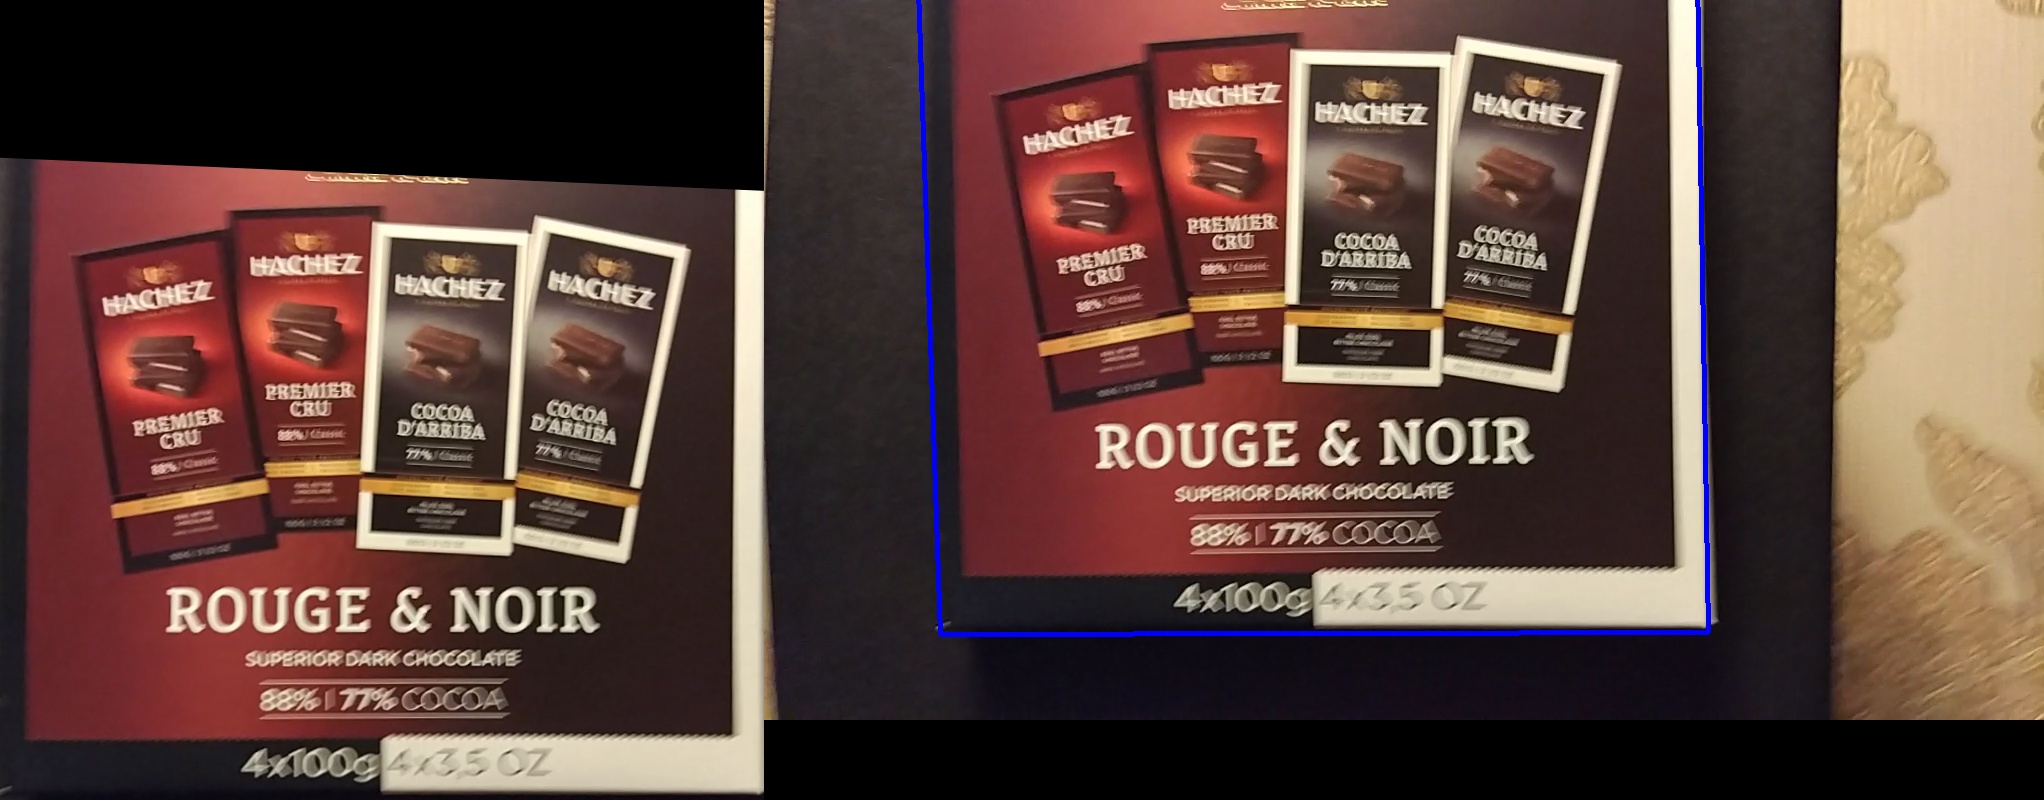 HACHEZ
PREMIER
CRU
88% / Classic
HACHEZ
PREMIER
CRU
88% / Classic
HACHEZ
COCOA
D'ARRIBA
77% / Classic
HACHEZ
COCOA
D'ARRIBA
77% / Classic
ROUGE & NOIR
SUPERIOR DARK CHOCOLATE
88% | 77% COCOA
4x100g 4x3,5 OZ
HACHEZ
PREMIER
CRU
88% / Classic
HACHEZ
PREMIER
CRU
88% / Classic
HACHEZ
COCOA
D'ARRIBA
77% / Classic
HACHEZ
COCOA
D'ARRIBA
77% / Classic
ROUGE & NOIR
SUPERIOR DARK CHOCOLATE
88% | 77% COCOA
4x100g 4x3,5 OZ